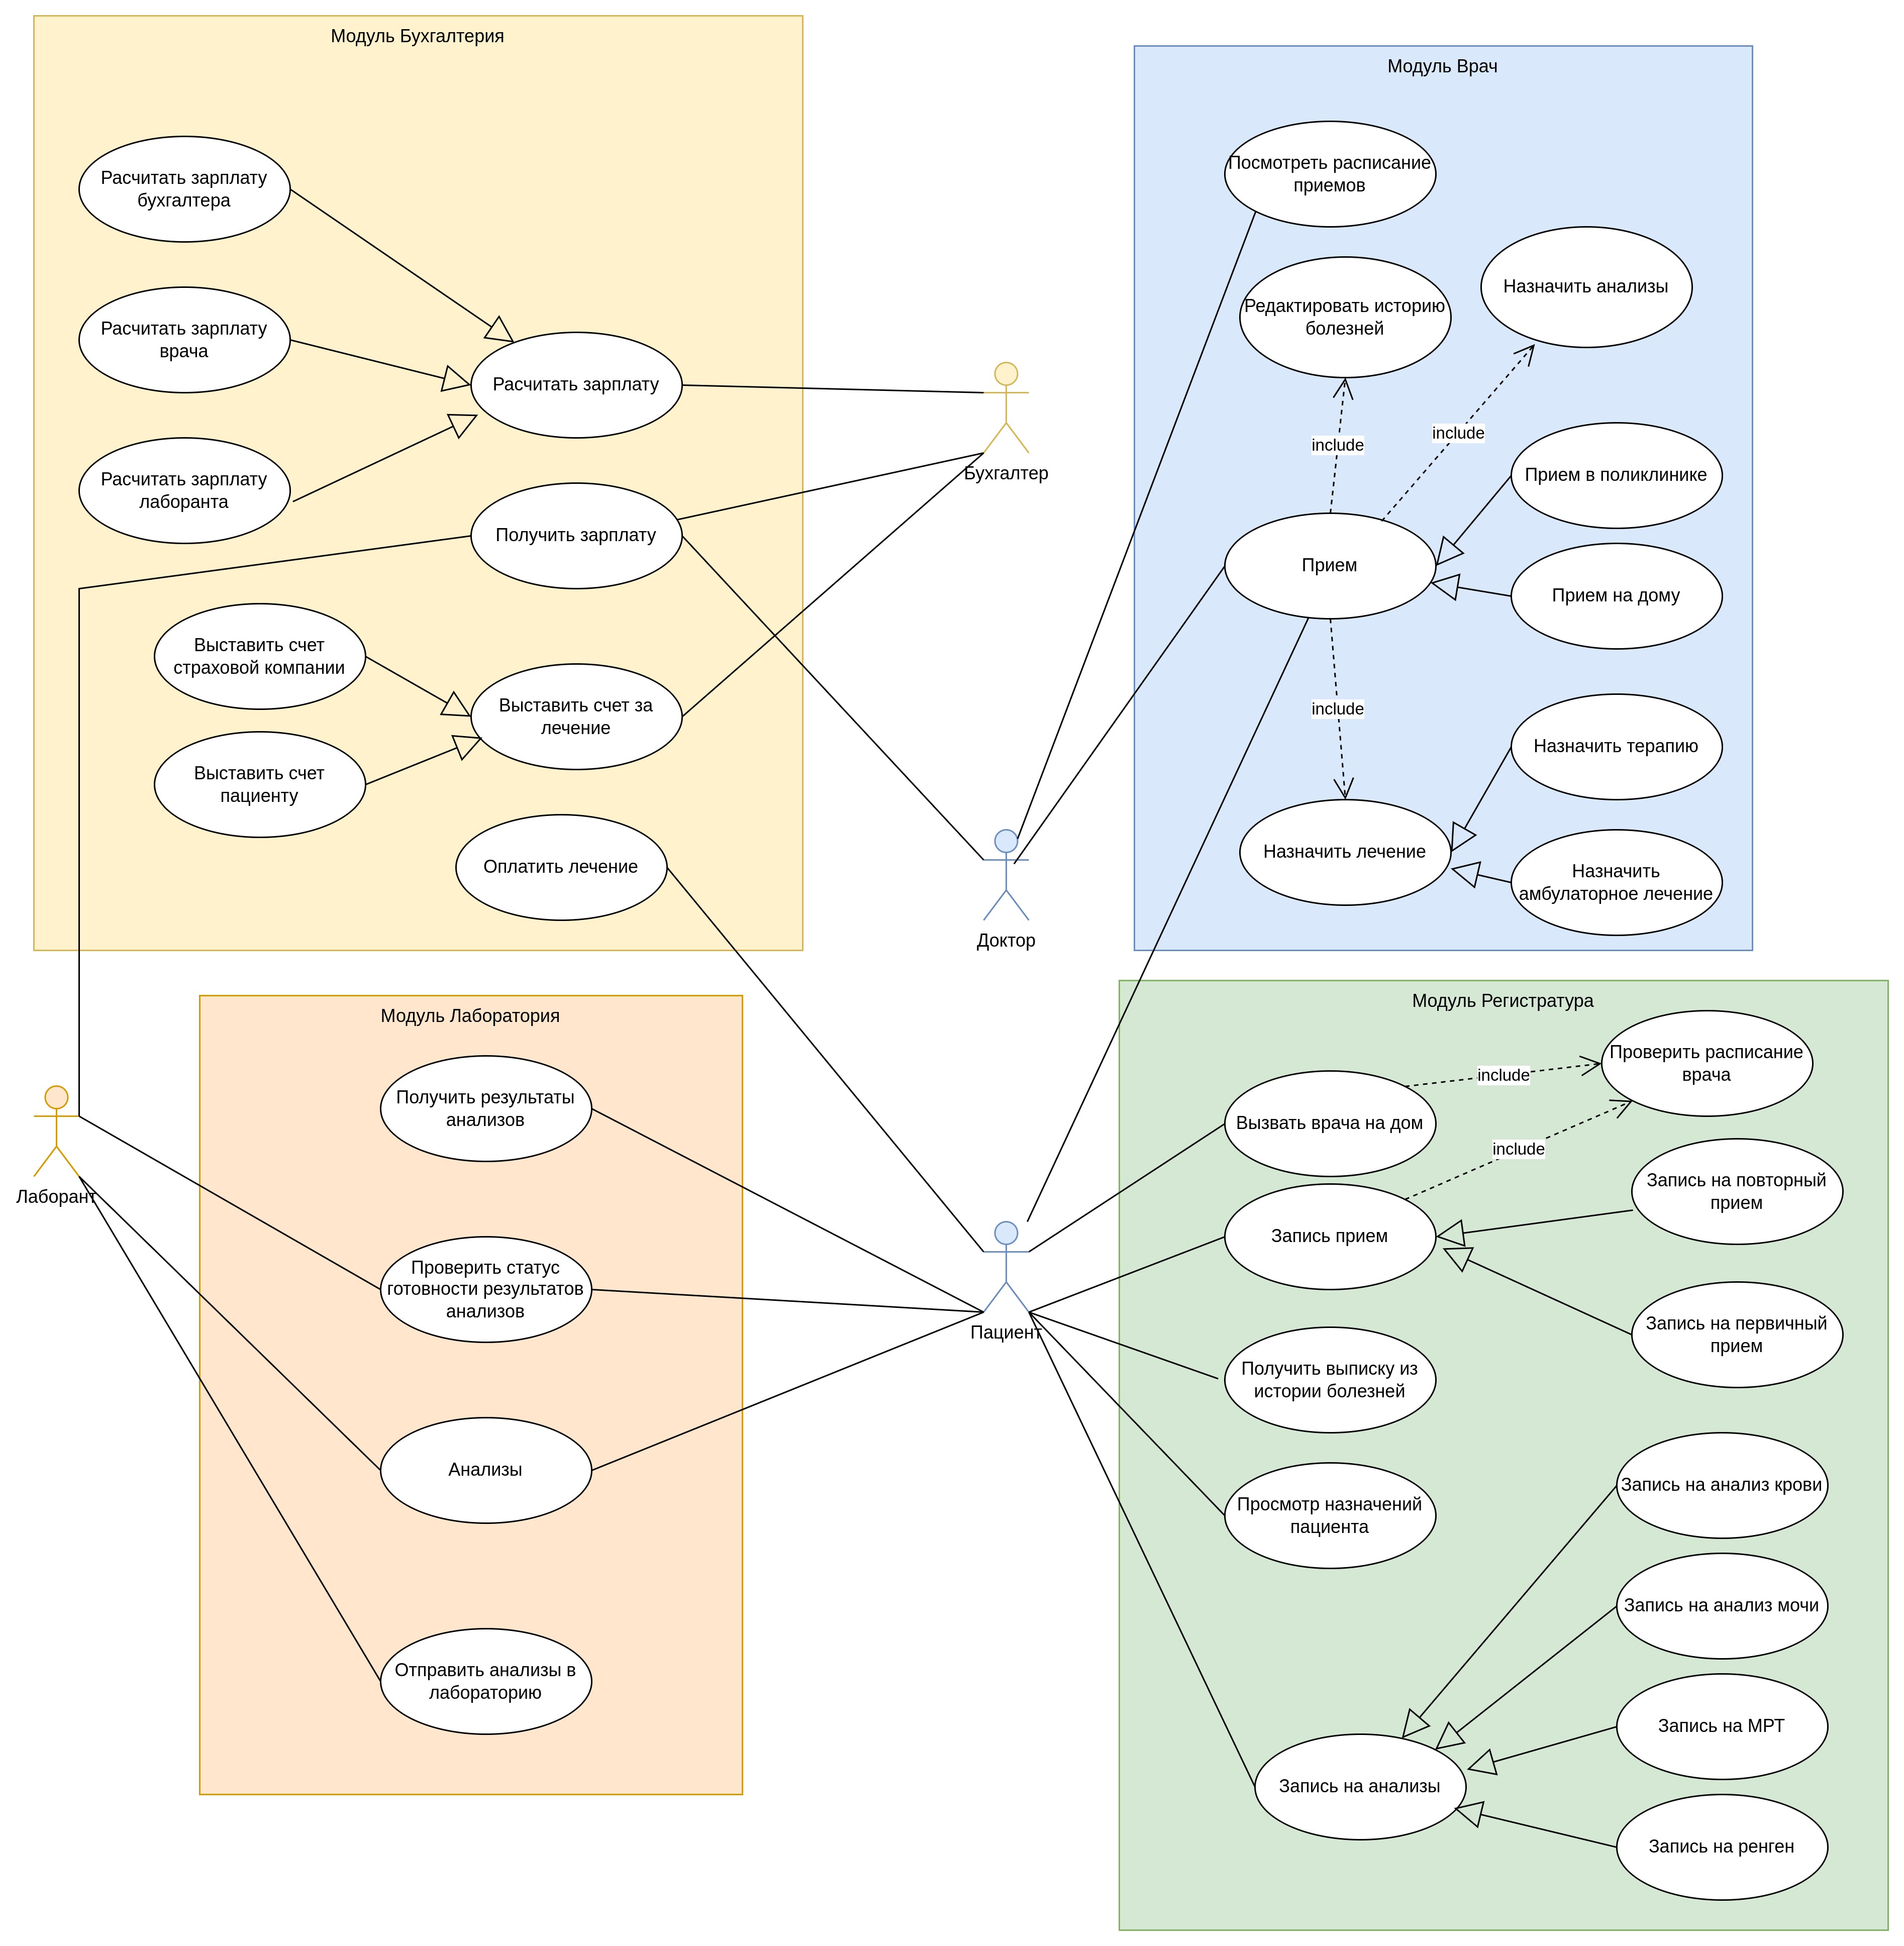 Модуль Бухгалтерия
Расчитать зарплату
бухгалтера
Расчитать зарплату
врача
Расчитать зарплату
Расчитать зарплату
лаборанта
Получить зарплату
Выставить счет
страховой компании
Выставить счет за
лечение
Выставить счет
пациенту
Оплатить лечение
Бухгалтер
Доктор
Модуль Врач
Посмотреть расписание
приемов
Назначить анализы
Редактировать историю
болезней
include
include
Прием в поликлинике
Прием
Прием на дому
include
Назначить терапию
Назначить лечение
Назначить
амбулаторное лечение
Модуль Лаборатория
Получить результаты
анализов
Лаборант
Проверить статус
готовности результатов
анализов
Анализы
Отправить анализы в
лабораторию
Пациент
Модуль Регистратура
Проверить расписание
врача
include
Вызвать врача на дом
include
Запись на повторный
прием
Запись прием
Запись на первичный
прием
Получить выписку из
истории болезней
Запись на анализ крови
Просмотр назначений
пациента
Запись на анализ мочи
Запись на МРТ
Запись на анализы
Запись на ренген